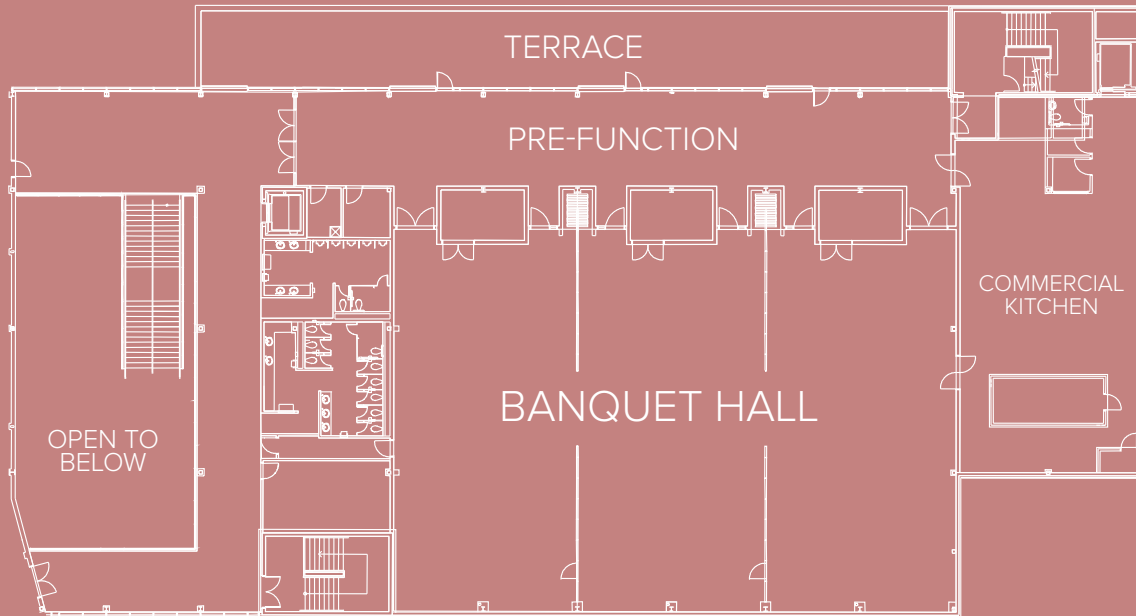 TERRACE
PRE-FUNCTION
COMMERCIAL
KITCHEN
BANQUET HALL
OPEN TO
BELOW